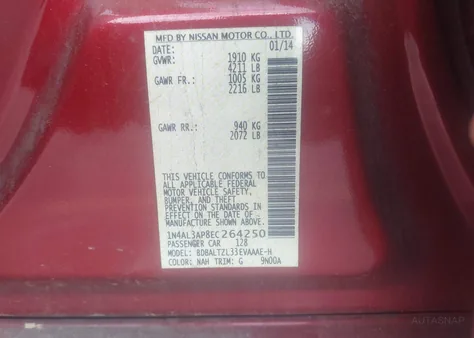 MFD BY NISSAN MOTOR CO., LTD.
DATE: 01/14
GVWR: 1910 KG
4211 LB
GAWR FR.: 1005 KG
2216 LB
GAWR RR.: 940 KG
2072 LB
THIS VEHICLE CONFORMS TO
ALL APPLICABLE FEDERAL
MOTOR VEHICLE SAFETY,
BUMPER, AND THEFT
PREVENTION STANDARDS IN
EFFECT ON THE DATE OF
MANUFACTURE SHOWN ABOVE.
1N4AL3AP8EC264250
PASSENGER CAR 128
MODEL: BDBALTZL33EVAAAE-H
COLOR: NAH TRIM: G 9N00A
AUTOSNAP